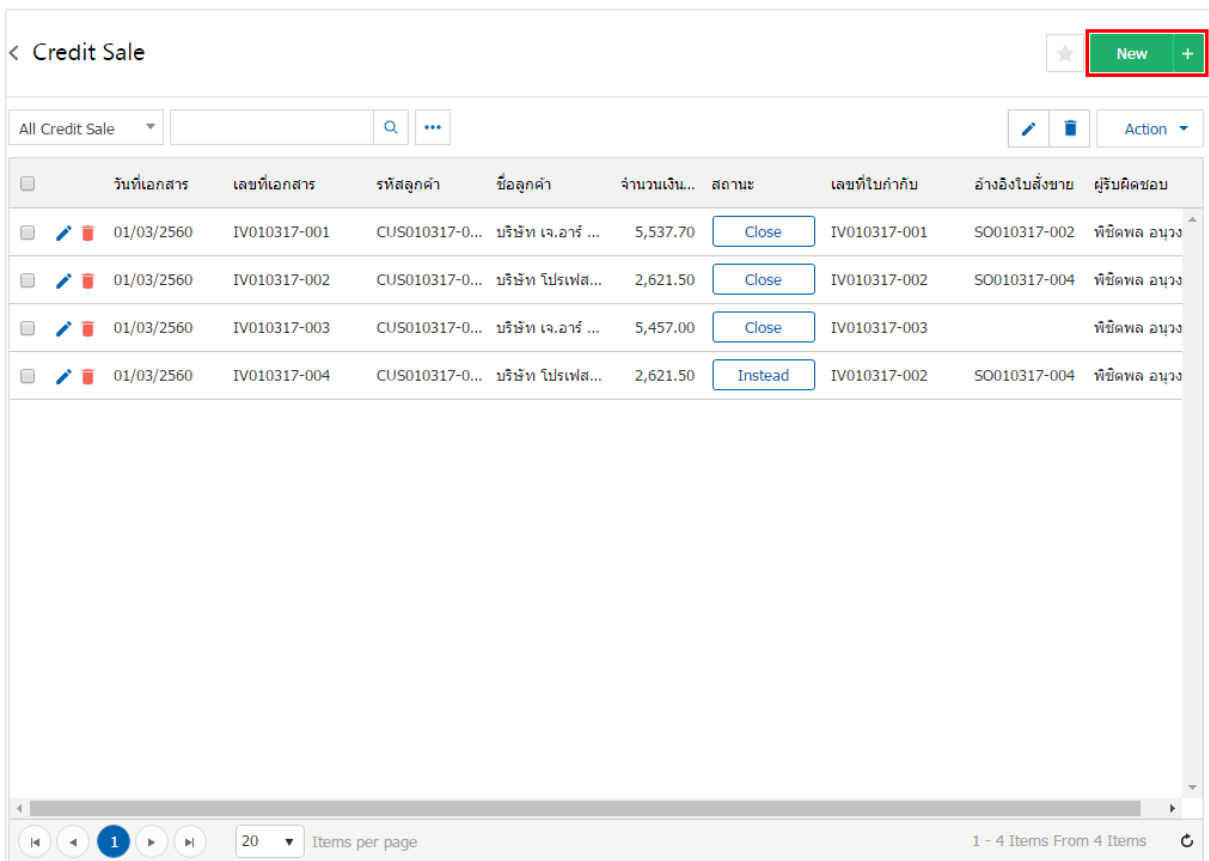 Credit Sale
New +
All Credit Sale
Action
วันที่เอกสาร เลขที่เอกสาร รหัสลูกค้า ชื่อลูกค้า จำนวนเงิน... สถานะ เลขที่ใบกำกับ อ้างอิงใบสั่งขาย ผู้รับผิดชอบ
01/03/2560 IV010317-001 CUS010317-0... บริษัท เจ.อาร์ ... 5,537.70 Close IV010317-001 SO010317-002 พิชิตพล อนุวง
01/03/2560 IV010317-002 CUS010317-0... บริษัท โปรเฟส... 2,621.50 Close IV010317-002 SO010317-004 พิชิตพล อนุวง
01/03/2560 IV010317-003 CUS010317-0... บริษัท เจ.อาร์ ... 5,457.00 Close IV010317-003 พิชิตพล อนุวง
01/03/2560 IV010317-004 CUS010317-0... บริษัท โปรเฟส... 2,621.50 Instead IV010317-002 SO010317-004 พิชิตพล อนุวง
1 20 Items per page 1 - 4 Items From 4 Items